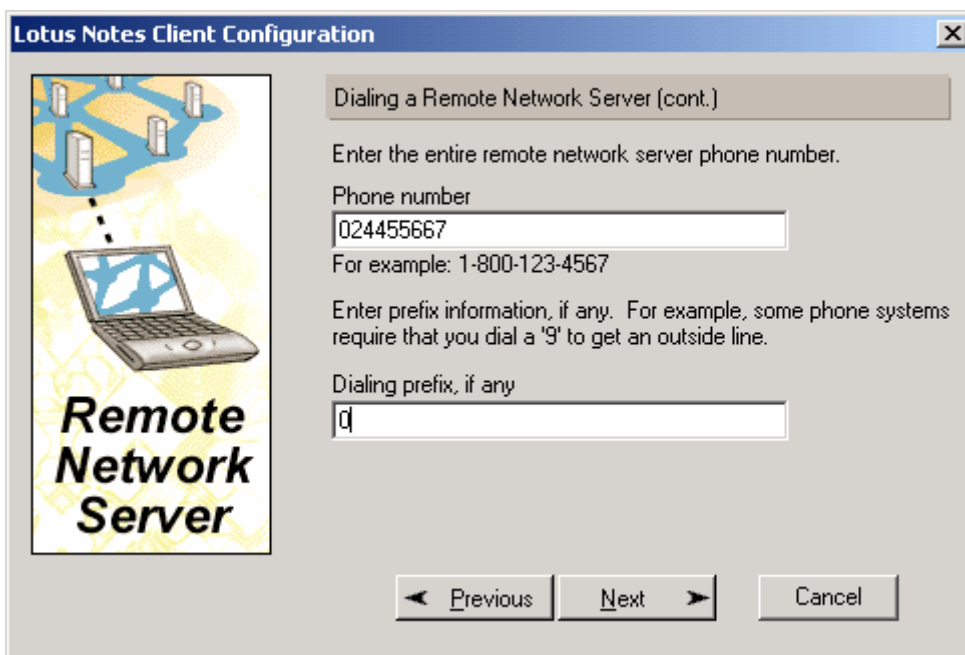 Lotus Notes Client Configuration
Dialing a Remote Network Server (cont.)
Enter the entire remote network server phone number.
Phone number
024455667
For example: 1-800-123-4567
Enter prefix information, if any. For example, some phone systems
require that you dial a '9' to get an outside line.
Dialing prefix, if any
0
Remote
Network
Server
Previous
Next
Cancel